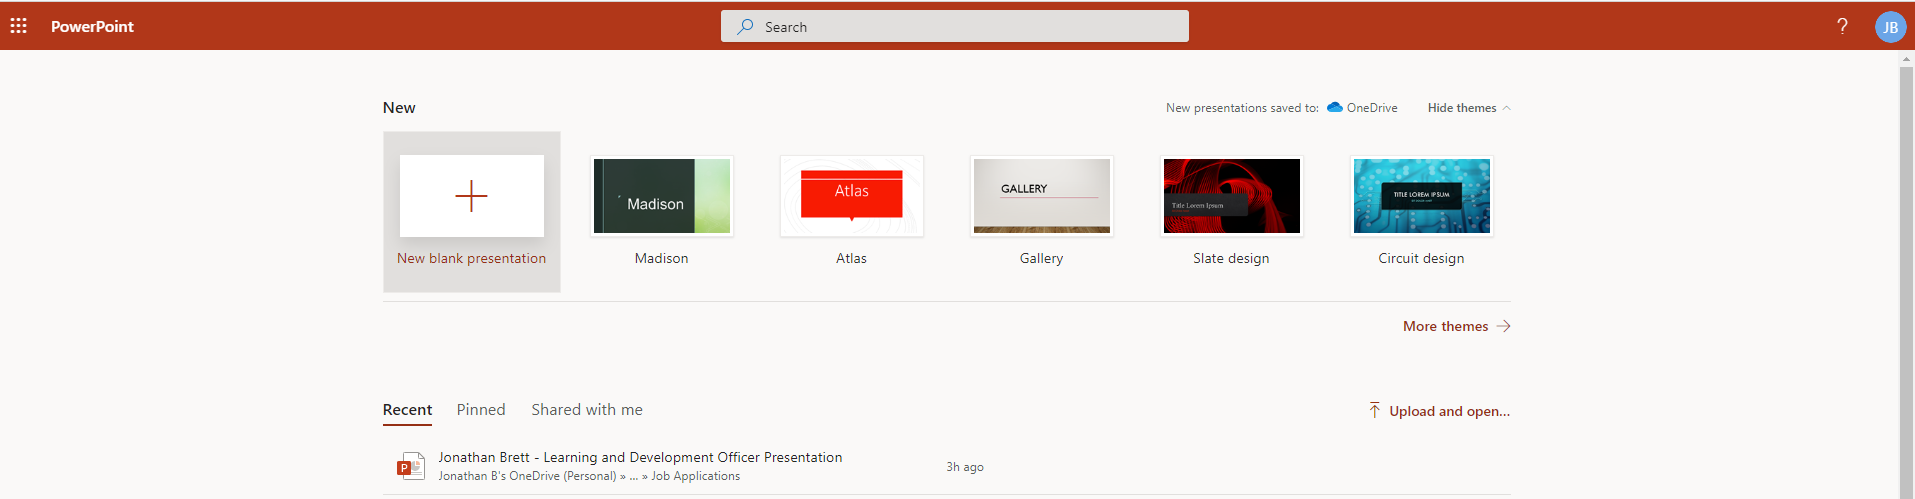 PowerPoint
Search
?
JB
New
New presentations saved to: OneDrive
Hide themes
Madison
Atlas
GALLERY
Title Lorem Ipsum
TITLE LOREM IPSUM
New blank presentation
Madison
Atlas
Gallery
Slate design
Circuit design
More themes
Recent
Pinned
Shared with me
Upload and open...
P
Jonathan Brett - Learning and Development Officer Presentation
3h ago
Jonathan B's OneDrive (Personal) » ... » Job Applications